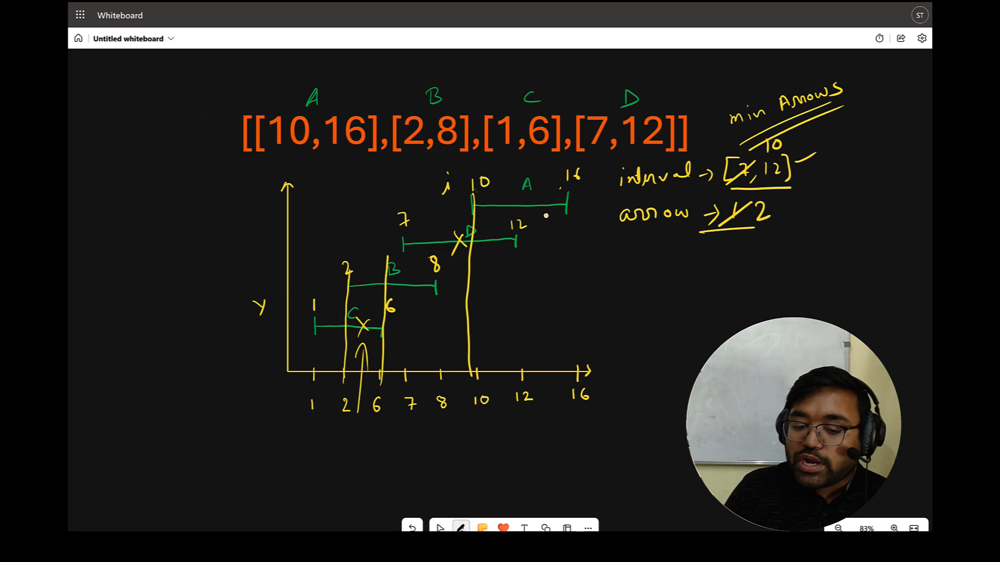 Whiteboard
ST
Untitled whiteboard
A B C D
[[10,16],[2,8],[1,6],[7,12]]
min Arrows
10
interval → [7,12]
arrow → 1 2
i 10 A 16
7 D 12
2 B 8
Y 1 C 6
1 2 6 7 8 10 12 16
T
83%